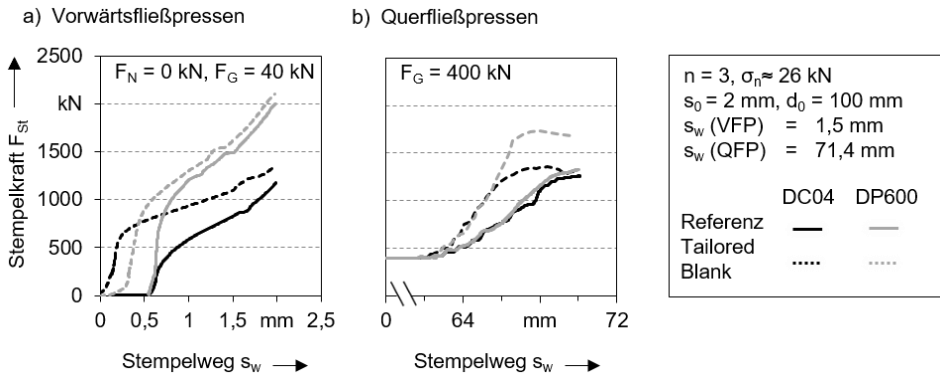 a) Vorwärtsfließpressen
b) Querfließpressen
2500
kN
1500
1000
500
0
Stempelkraft F_St
F_N = 0 kN, F_G = 40 kN
0 0,5 1 1,5 mm 2,5
Stempelweg s_w
F_G = 400 kN
0 64 mm 72
Stempelweg s_w
n = 3, σ_n ≈ 26 kN
s_0 = 2 mm, d_0 = 100 mm
s_w (VFP) = 1,5 mm
s_w (QFP) = 71,4 mm
DC04 DP600
Referenz
Tailored
Blank